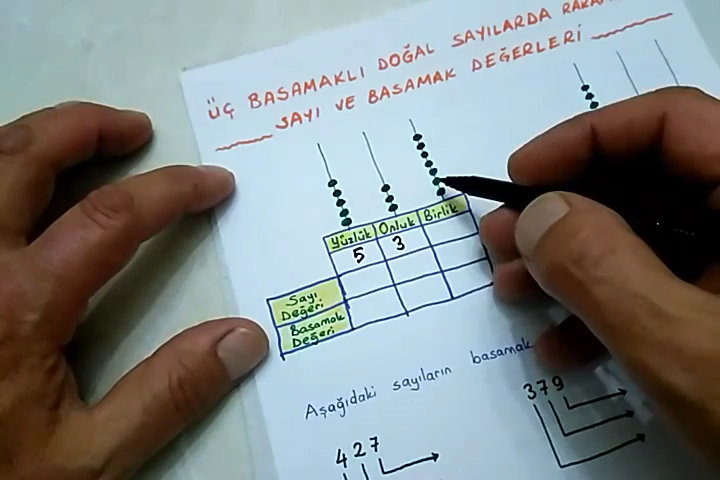 ÜÇ BASAMAKLI DOĞAL SAYILARDA
SAYI VE BASAMAK DEĞERLERİ
Yüzlük Onluk Birlik
5 3
Sayı
Değeri
Basamak
Değeri
Aşağıdaki sayıların basamak
427
379